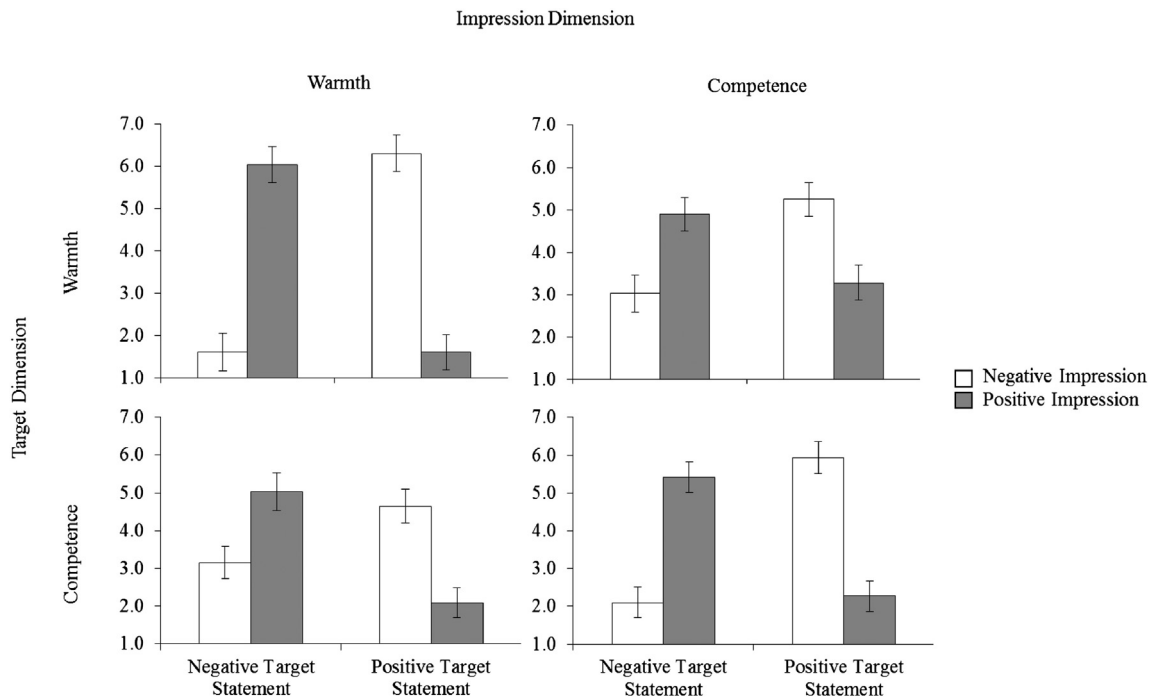 Impression Dimension
Warmth
Competence
Target Dimension
Warmth
7.0
6.0
5.0
4.0
3.0
2.0
1.0
7.0
6.0
5.0
4.0
3.0
2.0
1.0
Negative Impression
Positive Impression
Competence
7.0
6.0
5.0
4.0
3.0
2.0
1.0
Negative Target
Statement
Positive Target
Statement
7.0
6.0
5.0
4.0
3.0
2.0
1.0
Negative Target
Statement
Positive Target
Statement